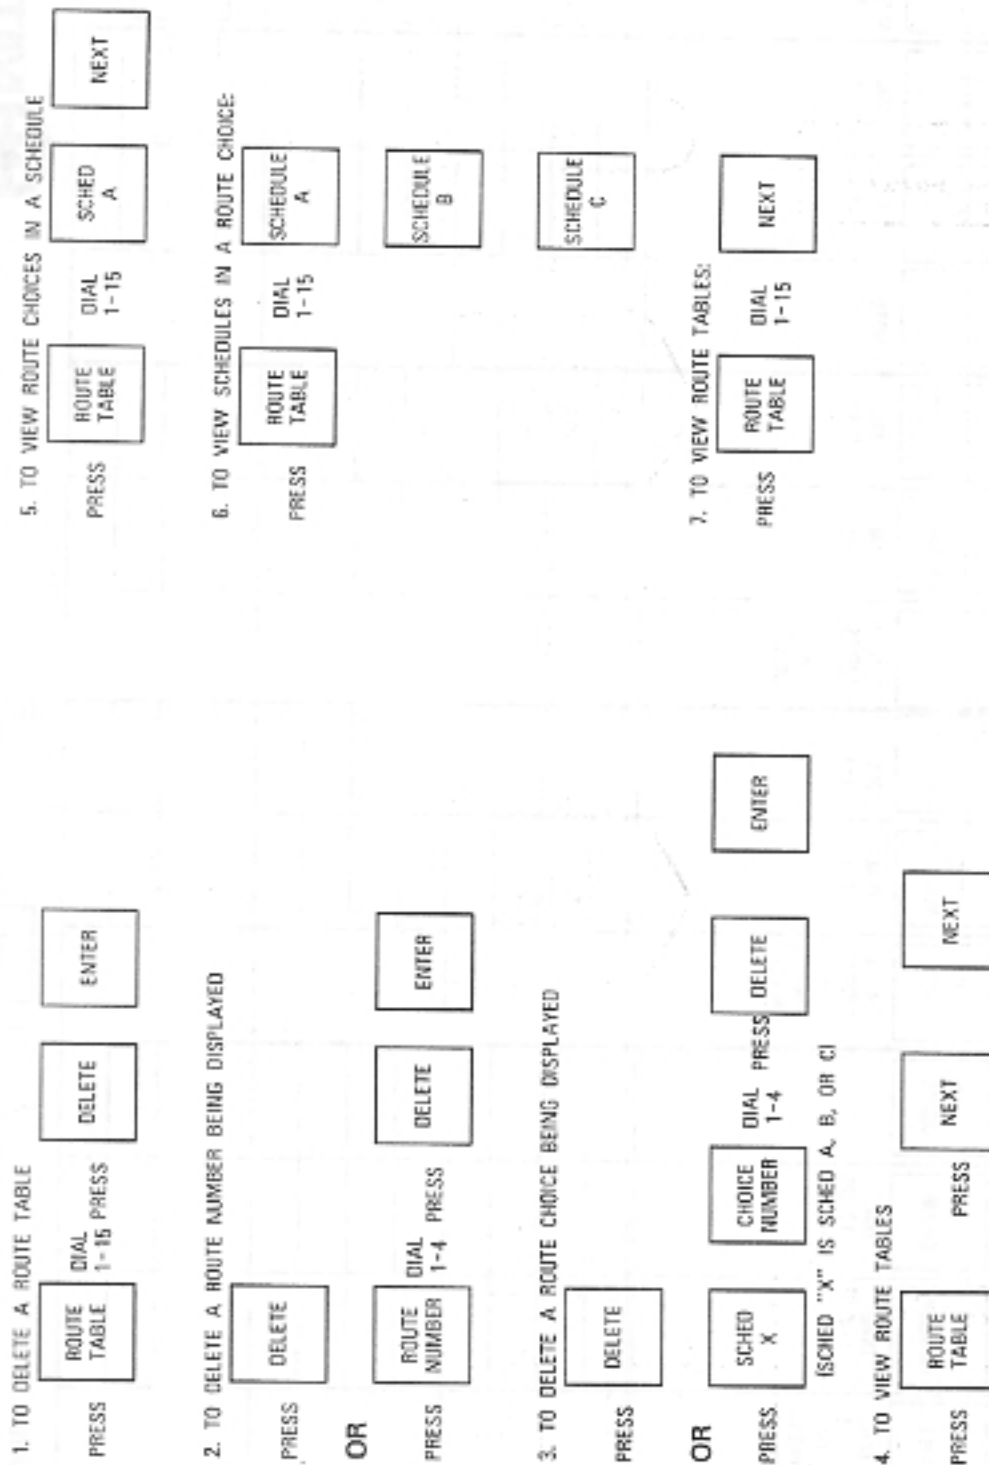 1. TO DELETE A ROUTE TABLE
PRESS
ROUTE
TABLE
DIAL
1-15
PRESS
DELETE
ENTER
2. TO DELETE A ROUTE NUMBER BEING DISPLAYED
PRESS
DELETE
OR
PRESS
ROUTE
NUMBER
DIAL
1-4
PRESS
DELETE
ENTER
3. TO DELETE A ROUTE CHOICE BEING DISPLAYED
PRESS
DELETE
OR
PRESS
SCHED
X
CHOICE
NUMBER
DIAL
1-4
PRESS
DELETE
ENTER
(SCHED "X" IS SCHED A, B, OR C)
4. TO VIEW ROUTE TABLES
PRESS
ROUTE
TABLE
PRESS
NEXT
NEXT
5. TO VIEW ROUTE CHOICES IN A SCHEDULE
PRESS
ROUTE
TABLE
DIAL
1-15
SCHED
A
NEXT
6. TO VIEW SCHEDULES IN A ROUTE CHOICE:
PRESS
ROUTE
TABLE
DIAL
1-15
SCHEDULE
A
SCHEDULE
B
SCHEDULE
C
7. TO VIEW ROUTE TABLES:
PRESS
ROUTE
TABLE
DIAL
1-15
NEXT